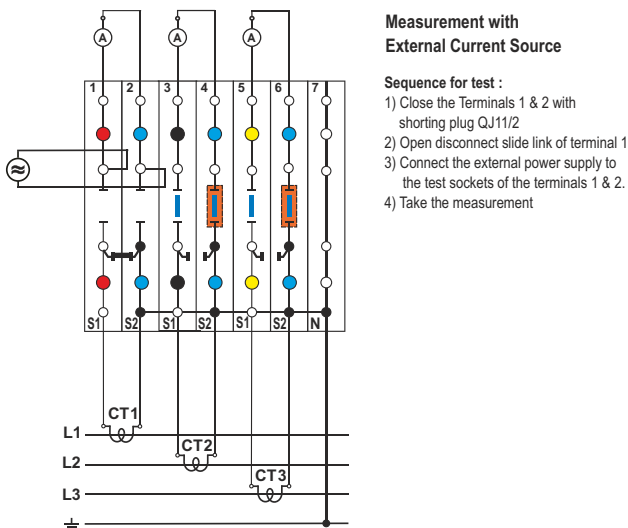 Measurement with
External Current Source
Sequence for test :
1) Close the Terminals 1 & 2 with
shorting plug QJ11/2
2) Open disconnect slide link of terminal 1
3) Connect the external power supply to
the test sockets of the terminals 1 & 2.
4) Take the measurement
A A A
1 2 3 4 5 6 7
≈
S1 S2 S1 S2 S1 S2 N
CT1
L1
CT2
L2
CT3
L3